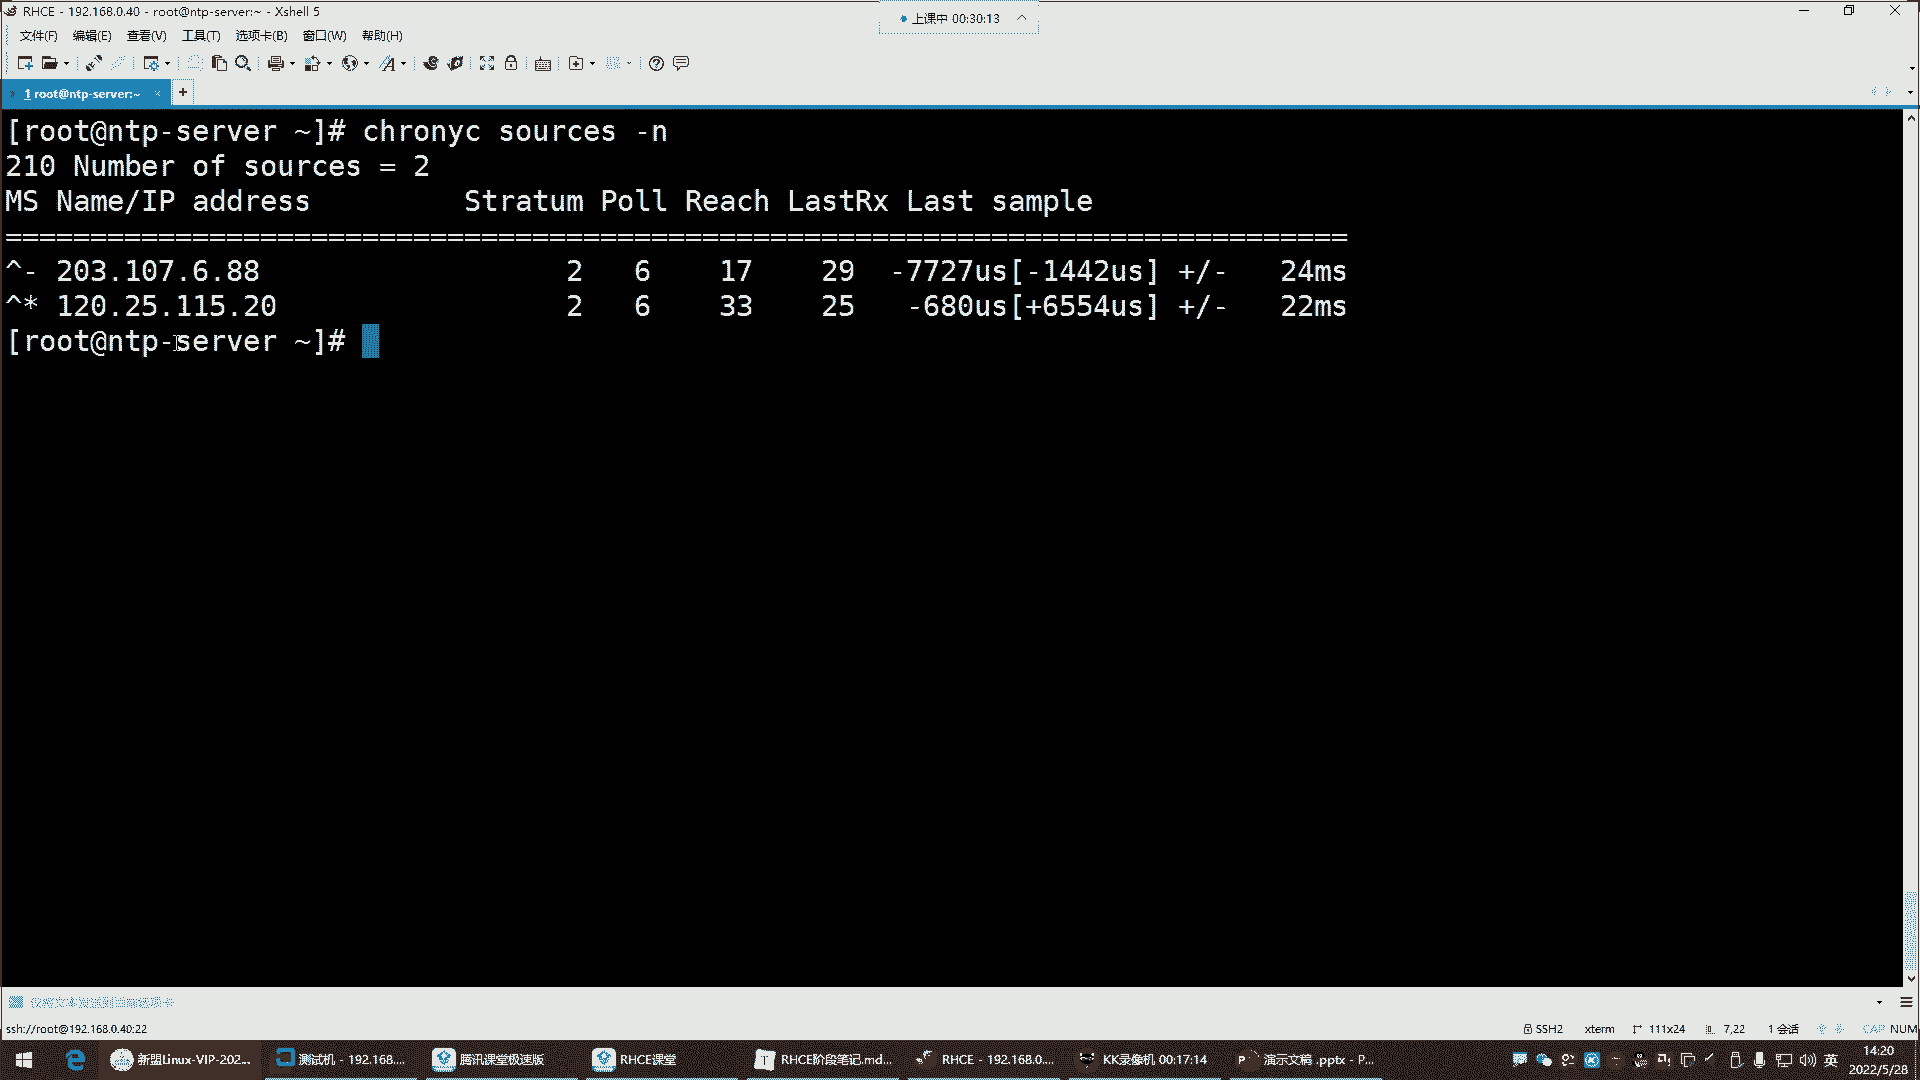 RHCE - 192.168.0.40 - root@ntp-server:~ - Xshell 5
上课中 00:30:13
文件(F) 编辑(E) 查看(V) 工具(T) 选项卡(B) 窗口(W) 帮助(H)
1 root@ntp-server:~ × +
[root@ntp-server ~]# chronyc sources -n
210 Number of sources = 2
MS Name/IP address         Stratum Poll Reach LastRx Last sample
===============================================================================
^- 203.107.6.88                  2   6    17    29  -7727us[-1442us] +/-   24ms
^* 120.25.115.20                 2   6    33    25   -680us[+6554us] +/-   22ms
[root@ntp-server ~]#
仅将文本发送到当前选项卡
ssh://root@192.168.0.40:22 SSH2 xterm 111x24 7,22 1 会话 CAP NUM
新盟Linux-VIP-202... 测试机 - 192.168.... 腾讯课堂极速版 RHCE课堂 RHCE阶段笔记.md... RHCE - 192.168.0.... KK录像机 00:17:14 演示文稿 .pptx - P... 英 14:20
2022/5/28